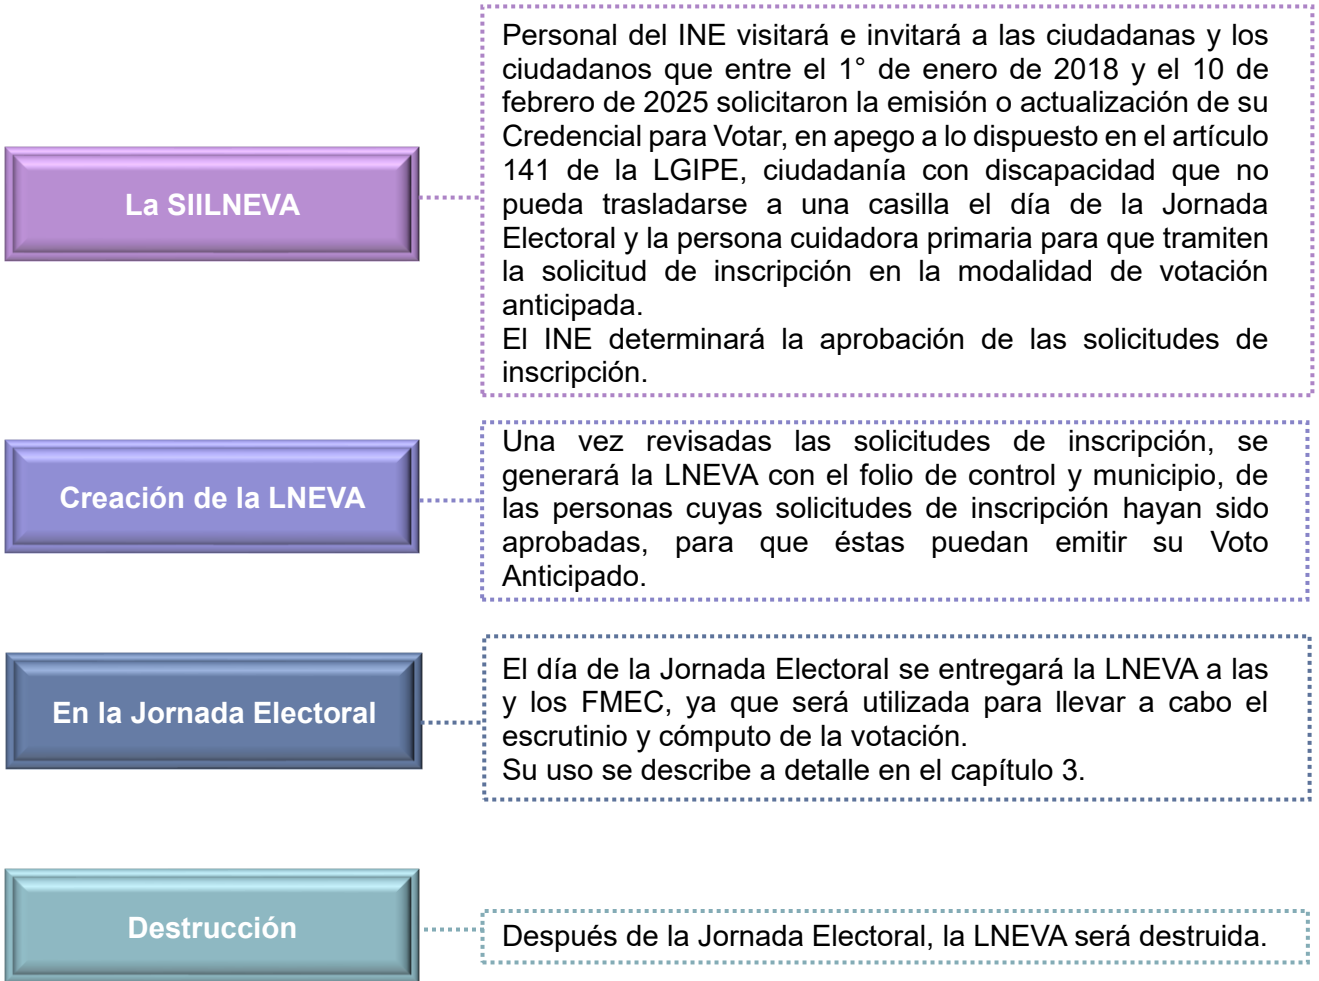 La SIILNEVA
Personal del INE visitará e invitará a las ciudadanas y los
ciudadanos que entre el 1° de enero de 2018 y el 10 de
febrero de 2025 solicitaron la emisión o actualización de su
Credencial para Votar, en apego a lo dispuesto en el artículo
141 de la LGIPE, ciudadanía con discapacidad que no
pueda trasladarse a una casilla el día de la Jornada
Electoral y la persona cuidadora primaria para que tramiten
la solicitud de inscripción en la modalidad de votación
anticipada.
El INE determinará la aprobación de las solicitudes de
inscripción.
Creación de la LNEVA
Una vez revisadas las solicitudes de inscripción, se
generará la LNEVA con el folio de control y municipio, de
las personas cuyas solicitudes de inscripción hayan sido
aprobadas, para que éstas puedan emitir su Voto
Anticipado.
En la Jornada Electoral
El día de la Jornada Electoral se entregará la LNEVA a las
y los FMEC, ya que será utilizada para llevar a cabo el
escrutinio y cómputo de la votación.
Su uso se describe a detalle en el capítulo 3.
Destrucción
Después de la Jornada Electoral, la LNEVA será destruida.